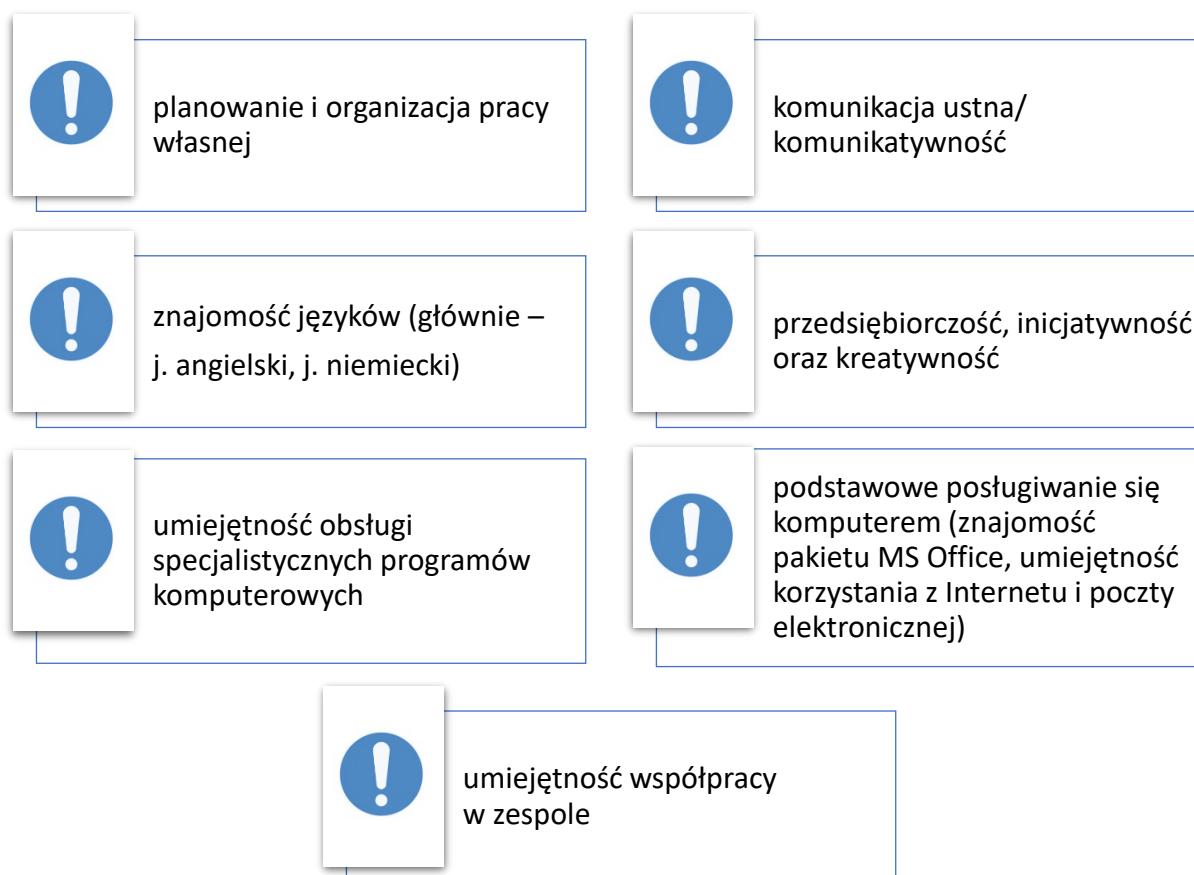 planowanie i organizacja pracy
własnej
komunikacja ustna/
komunikatywność
znajomość języków (głównie –
j. angielski, j. niemiecki)
przedsiębiorczość, inicjatywność
oraz kreatywność
umiejętność obsługi
specjalistycznych programów
komputerowych
podstawowe posługiwanie się
komputerem (znajomość
pakietu MS Office, umiejętność
korzystania z Internetu i poczty
elektronicznej)
umiejętność współpracy
w zespole